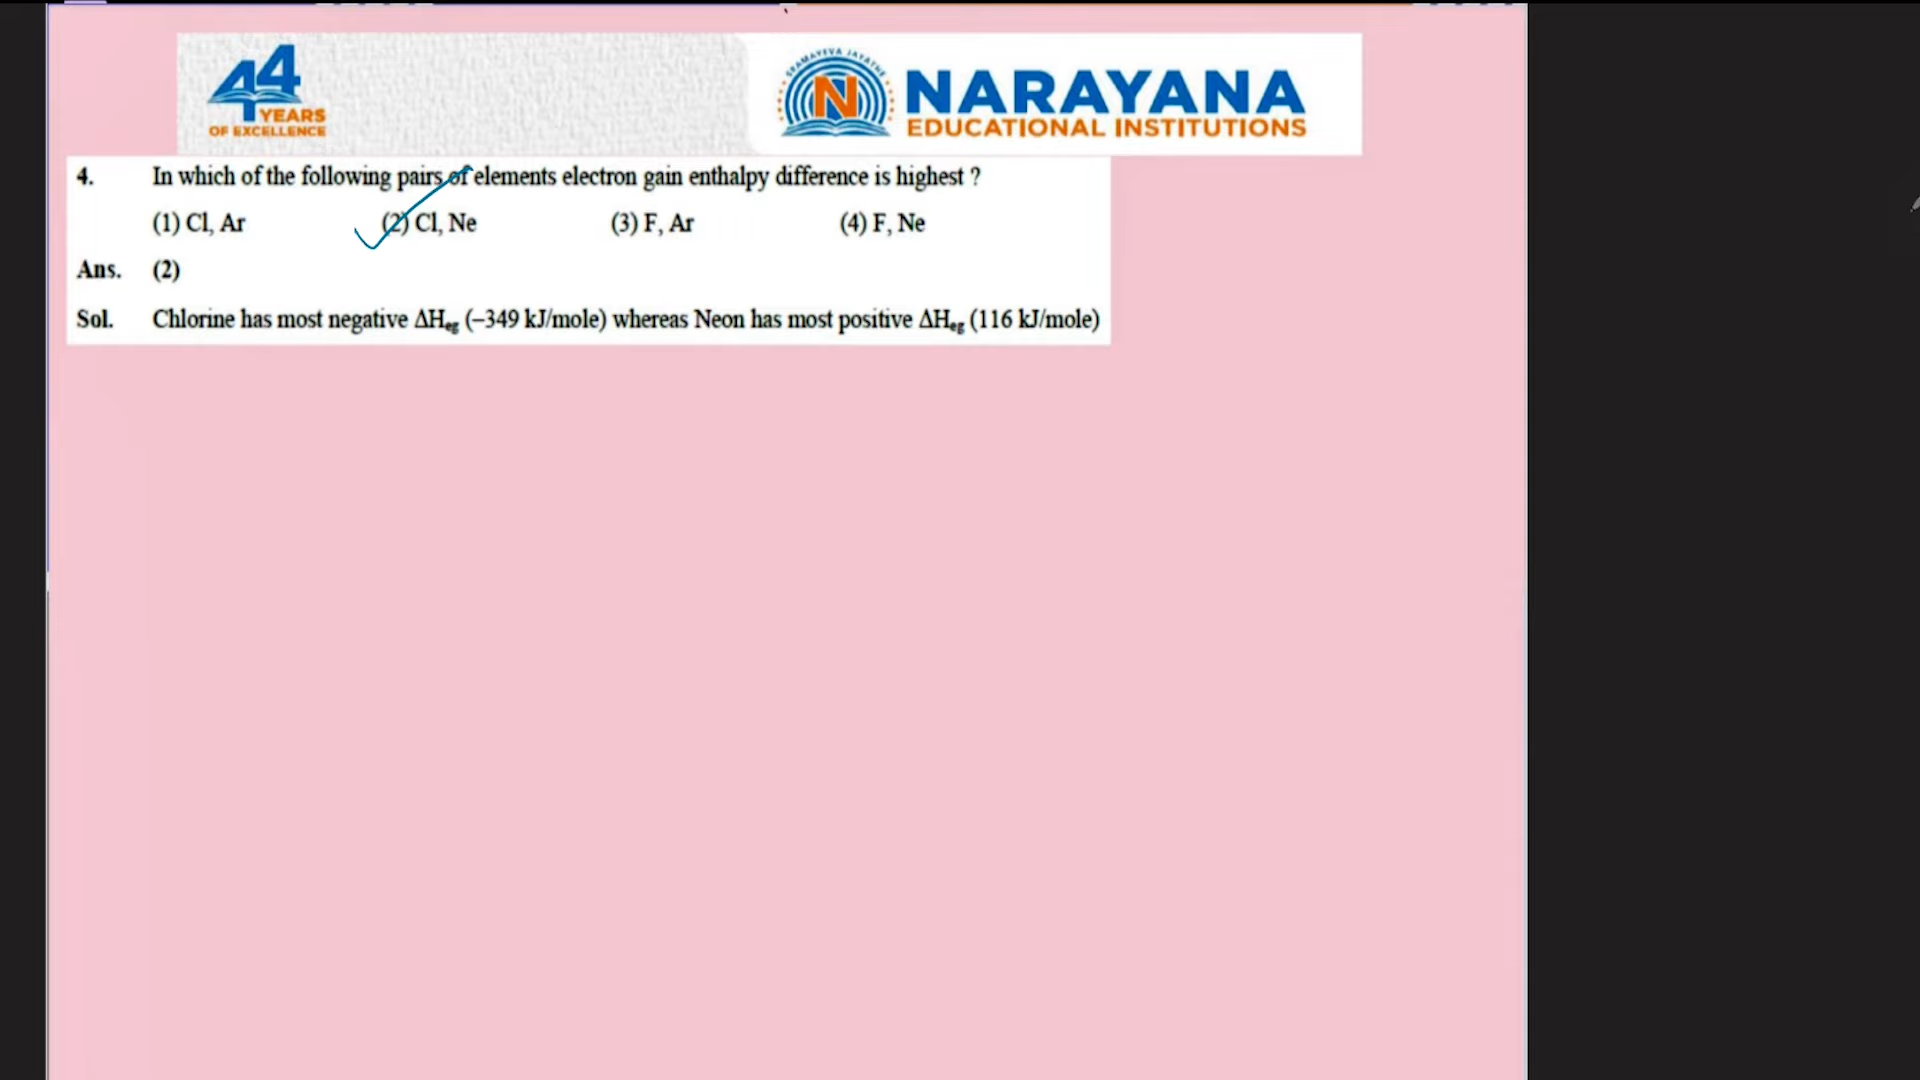 44
YEARS
OF EXCELLENCE
SRAMAYEVA JAYATHE
N
NARAYANA
EDUCATIONAL INSTITUTIONS
4. In which of the following pairs of elements electron gain enthalpy difference is highest ?
(1) Cl, Ar (2) Cl, Ne (3) F, Ar (4) F, Ne
Ans. (2)
Sol. Chlorine has most negative ΔHₑg (–349 kJ/mole) whereas Neon has most positive ΔHₑg (116 kJ/mole)